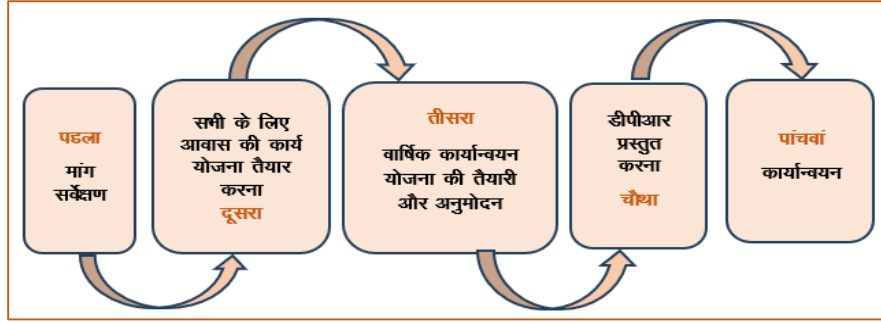 पहला
मांग
सर्वेक्षण
सभी के लिए
आवास की कार्य
योजना तैयार
करना
दूसरा
तीसरा
वार्षिक कार्यान्वयन
योजना की तैयारी
और अनुमोदन
डीपीआर
प्रस्तुत
करना
चौथा
पांचवां
कार्यान्वयन